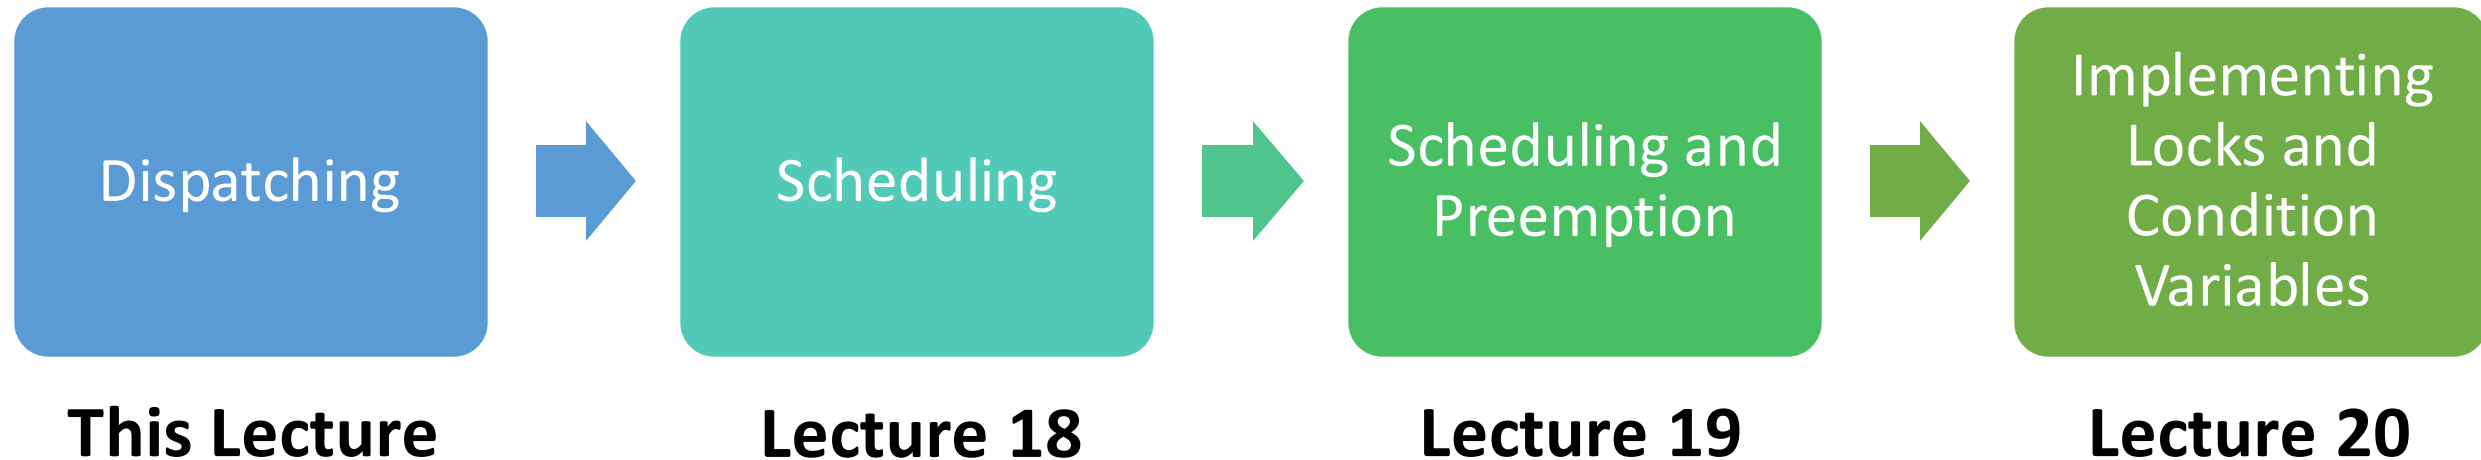 Dispatching
Scheduling
Scheduling and
Preemption
Implementing
Locks and
Condition
Variables
This Lecture
Lecture 18
Lecture 19
Lecture 20